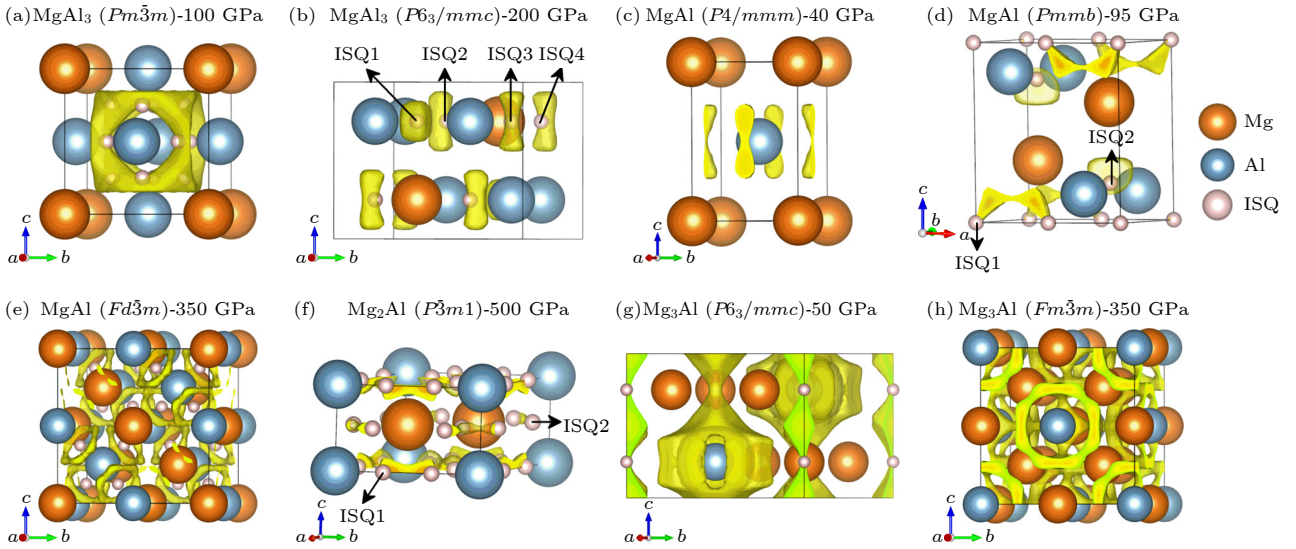 (a) MgAl₃ (Pm3̄m)-100 GPa
(b) MgAl₃ (P6₃/mmc)-200 GPa
(c) MgAl (P4/mmm)-40 GPa
(d) MgAl (Pmmb)-95 GPa
ISQ1 ISQ2 ISQ3 ISQ4
ISQ2
ISQ1
Mg
Al
ISQ
c
a b
c
a b
c
a b
c
b
a
(e) MgAl (Fd3̄m)-350 GPa
(f) Mg₂Al (P3̄m1)-500 GPa
(g) Mg₃Al (P6₃/mmc)-50 GPa
(h) Mg₃Al (Fm3̄m)-350 GPa
ISQ2
ISQ1
c
a b
c
a b
c
a b
c
a b